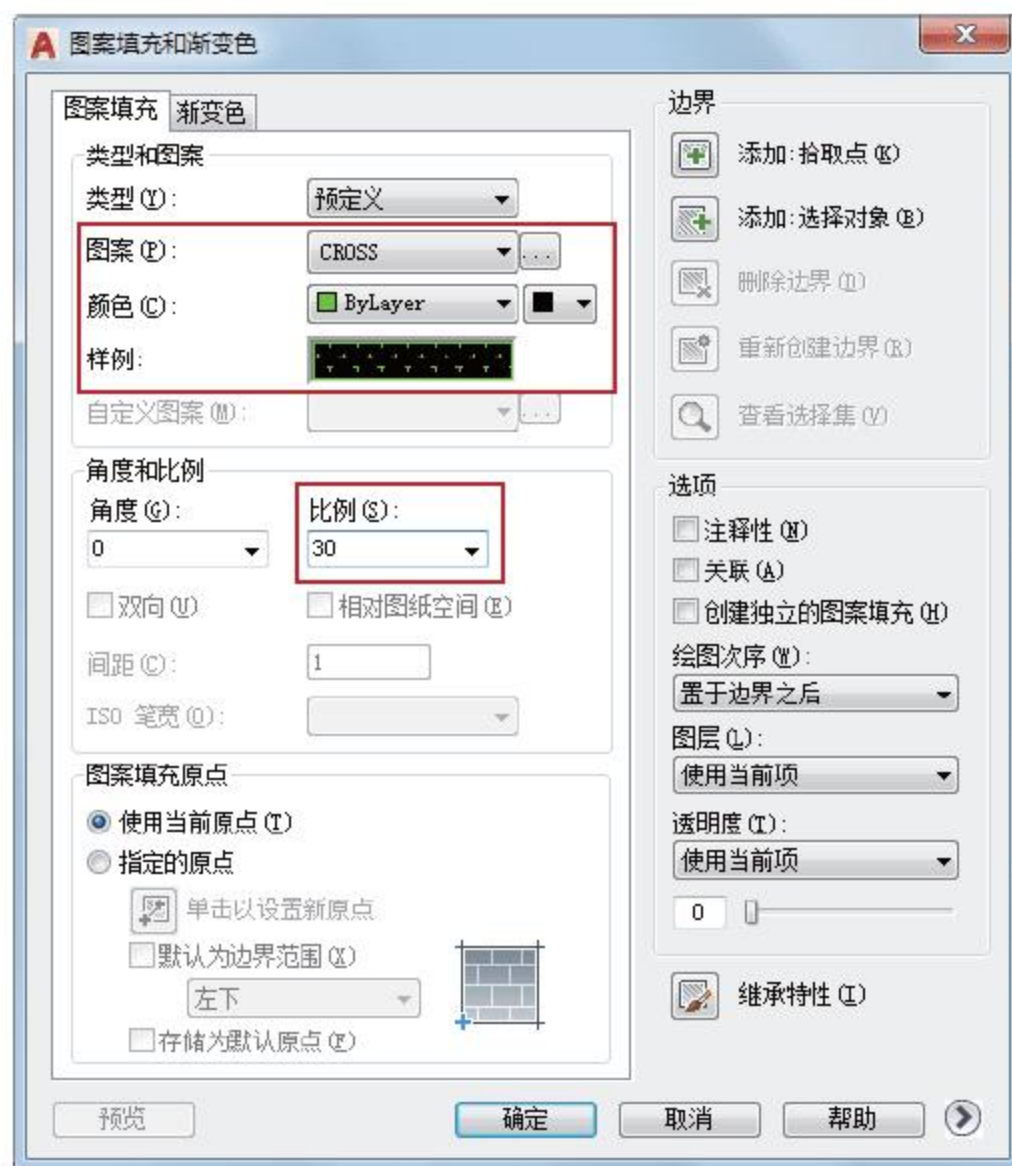 图案填充和渐变色
图案填充 渐变色
类型和图案
类型(Y):
预定义
图案(P):
CROSS
...
颜色(C):
ByLayer
样例:
自定义图案(M):
...
角度和比例
角度(G):
比例(S):
0
30
双向(U)
相对图纸空间(E)
间距(C):
1
ISO 笔宽(O):
图案填充原点
使用当前原点(T)
指定的原点
单击以设置新原点
默认为边界范围(X)
左下
存储为默认原点(F)
边界
添加:拾取点(K)
添加:选择对象(B)
删除边界(D)
重新创建边界(R)
查看选择集(V)
选项
注释性(N)
关联(A)
创建独立的图案填充(H)
绘图次序(W):
置于边界之后
图层(L):
使用当前项
透明度(T):
使用当前项
0
继承特性(I)
预览
确定
取消
帮助